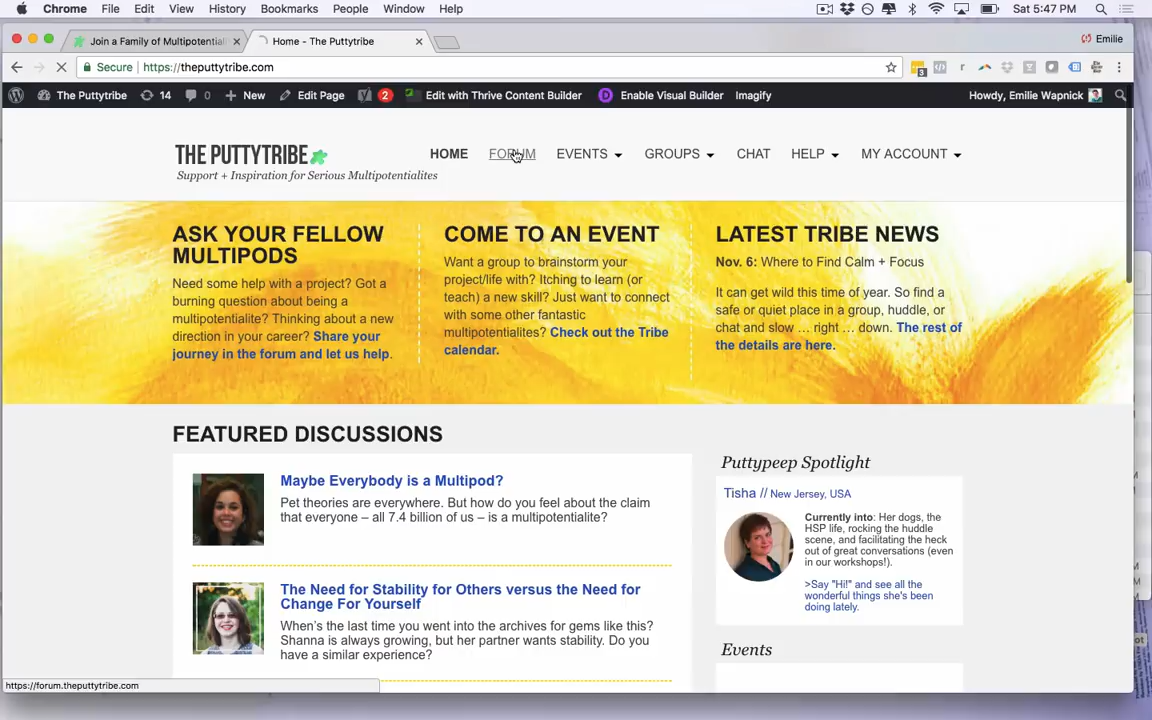 Chrome File Edit View History Bookmarks People Window Help Sat 5:47 PM
Join a Family of Multipotential Home - The Puttytribe Emilie
Secure https://theputtytribe.com 3
The Puttytribe 14 0 New Edit Page 2 Edit with Thrive Content Builder Enable Visual Builder Imagify Howdy, Emilie Wapnick
THE PUTTYTRIBE
Support + Inspiration for Serious Multipotentialites
HOME FORUM EVENTS GROUPS CHAT HELP MY ACCOUNT
ASK YOUR FELLOW
MULTIPODS
Need some help with a project? Got a
burning question about being a
multipotentialite? Thinking about a new
direction in your career? Share your
journey in the forum and let us help.
COME TO AN EVENT
Want a group to brainstorm your
project/life with? Itching to learn (or
teach) a new skill? Just want to connect
with some other fantastic
multipotentialites? Check out the Tribe
calendar.
LATEST TRIBE NEWS
Nov. 6: Where to Find Calm + Focus
It can get wild this time of year. So find a
safe or quiet place in a group, huddle, or
chat and slow … right … down. The rest of
the details are here.
FEATURED DISCUSSIONS
Maybe Everybody is a Multipod?
Pet theories are everywhere. But how do you feel about the claim
that everyone – all 7.4 billion of us – is a multipotentialite?
The Need for Stability for Others versus the Need for
Change For Yourself
When's the last time you went into the archives for gems like this?
Shanna is always growing, but her partner wants stability. Do you
have a similar experience?
Puttypeep Spotlight
Tisha // New Jersey, USA
Currently into: Her dogs, the
HSP life, rocking the huddle
scene, and facilitating the heck
out of great conversations (even
in our workshops!).
>Say "Hi!" and see all the
wonderful things she's been
doing lately.
Events
https://forum.theputtytribe.com